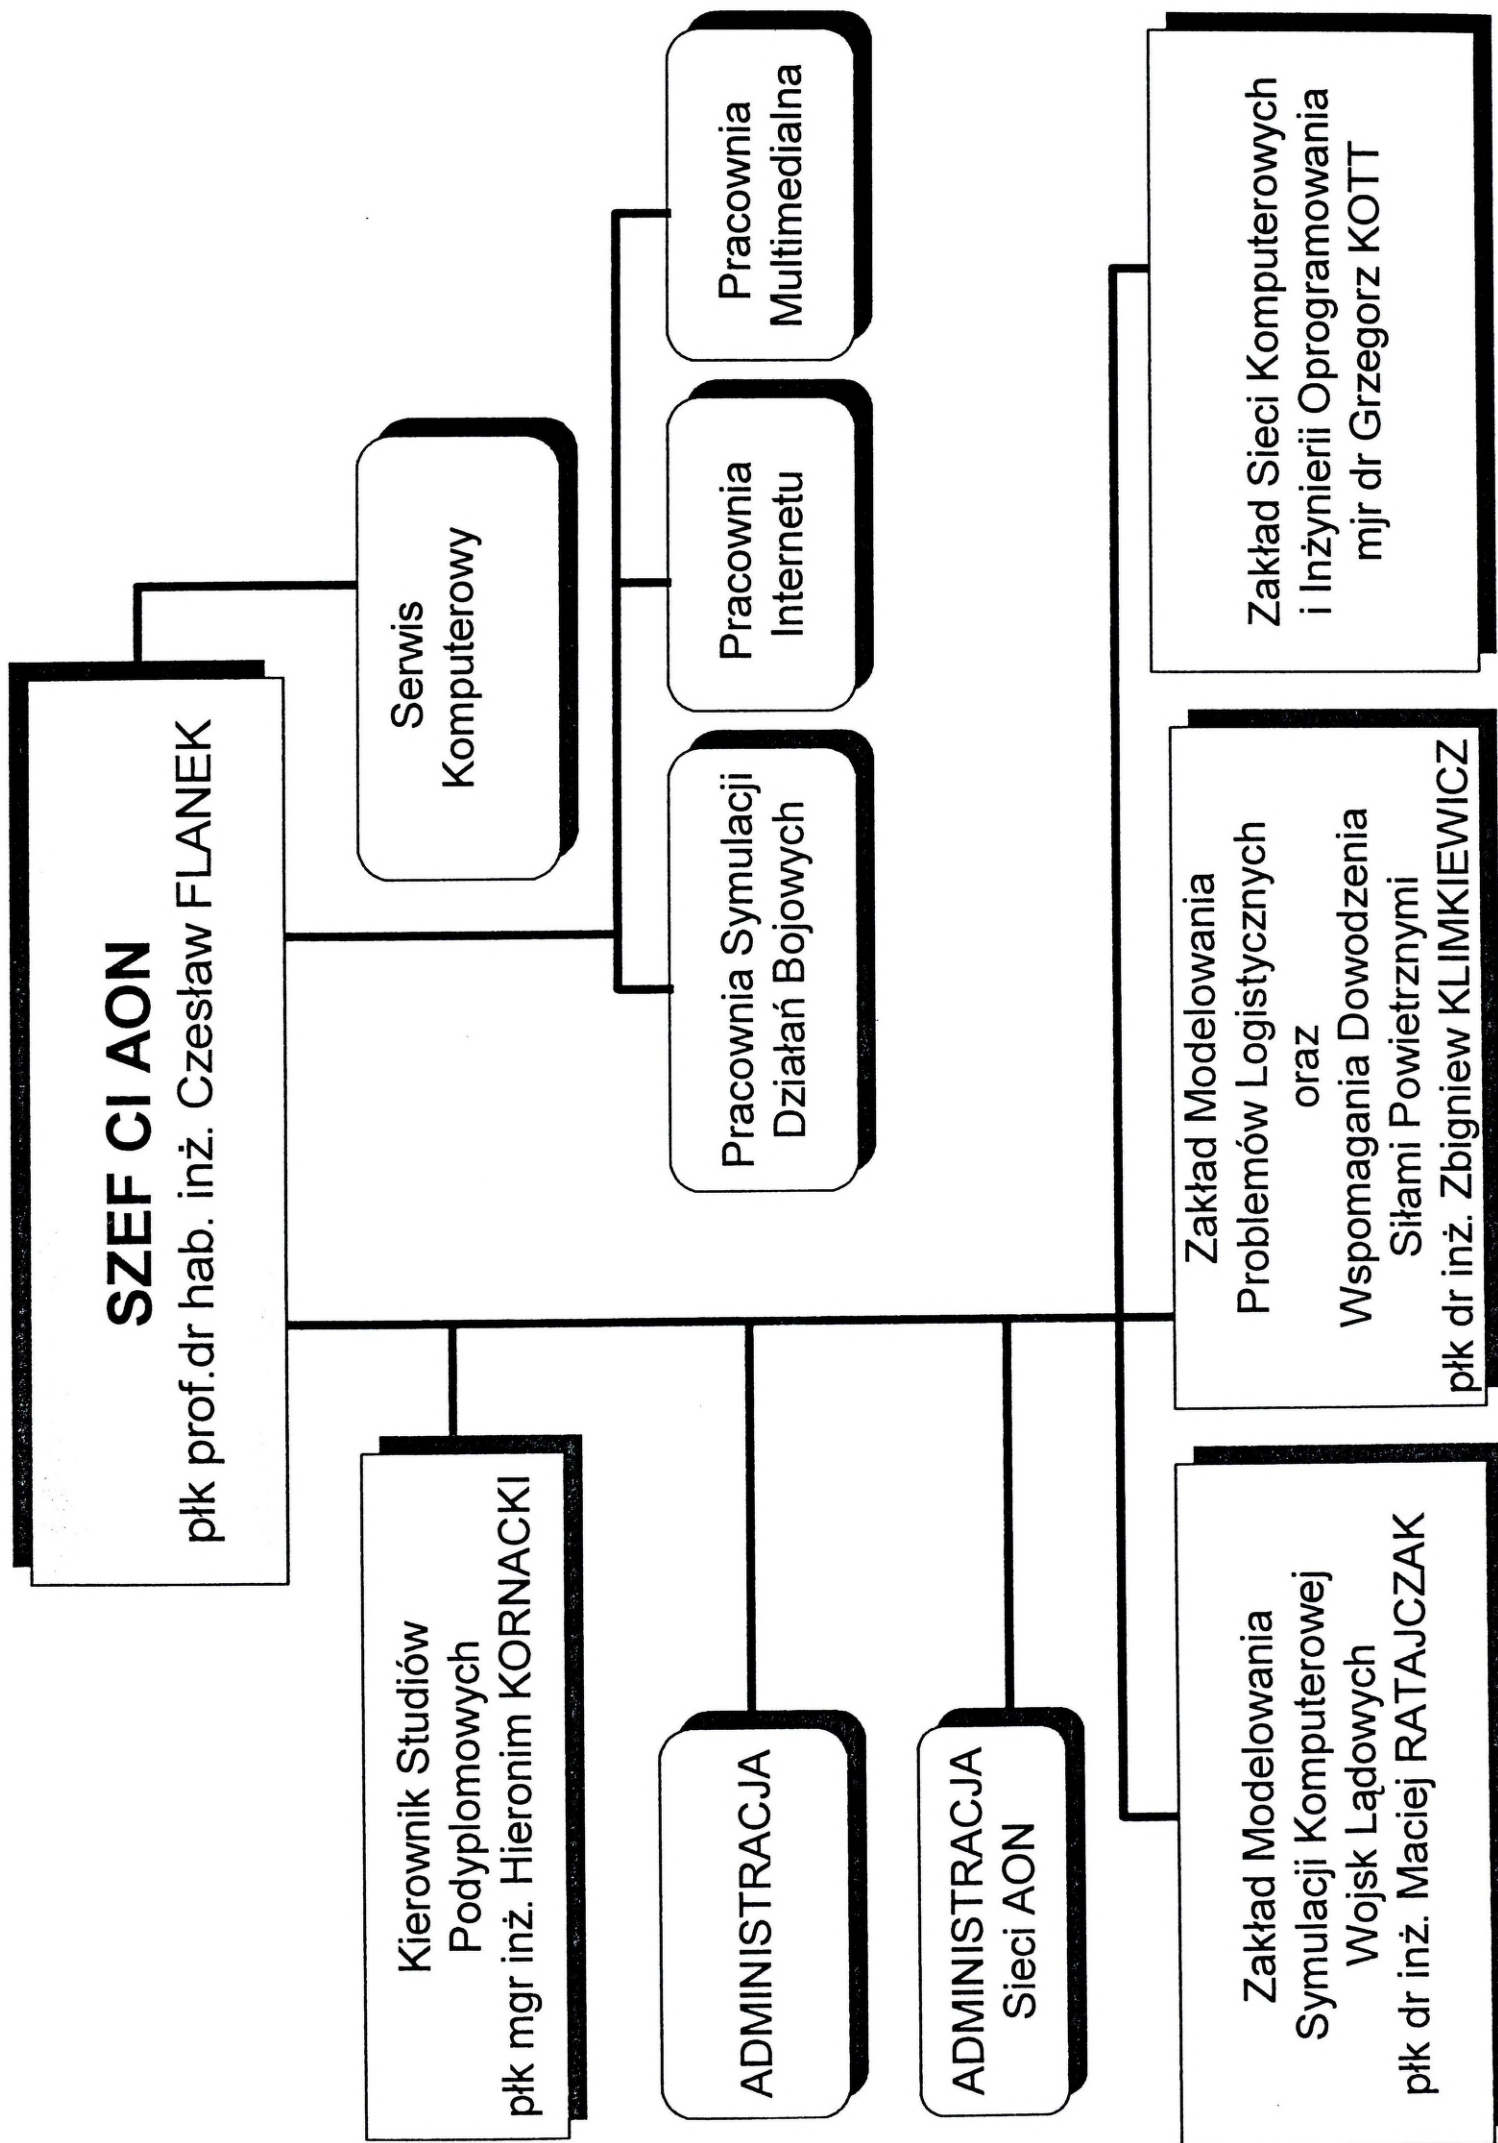 SZEF CI AON
płk prof.dr hab. inż. Czesław FLANEK
Kierownik Studiów
Podyplomowych
płk mgr inż. Hieronim KORNACKI
Serwis
Komputerowy
ADMINISTRACJA
Pracownia Symulacji
Działań Bojowych
Pracownia
Internetu
Pracownia
Multimedialna
ADMINISTRACJA
Sieci AON
Zakład Modelowania
Symulacji Komputerowej
Wojsk Lądowych
płk dr inż. Maciej RATAJCZAK
Zakład Modelowania
Problemów Logistycznych
oraz
Wspomagania Dowodzenia
Siłami Powietrznymi
płk dr inż. Zbigniew KLIMKIEWICZ
Zakład Sieci Komputerowych
i Inżynierii Oprogramowania
mjr dr Grzegorz KOTT